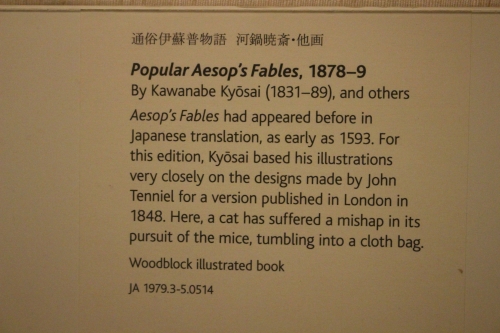 通俗伊蘇普物語 河鍋暁斎・他画
Popular Aesop's Fables, 1878–9
By Kawanabe Kyōsai (1831–89), and others
Aesop's Fables had appeared before in
Japanese translation, as early as 1593. For
this edition, Kyōsai based his illustrations
very closely on the designs made by John
Tenniel for a version published in London in
1848. Here, a cat has suffered a mishap in its
pursuit of the mice, tumbling into a cloth bag.
Woodblock illustrated book
JA 1979.3-5.0514